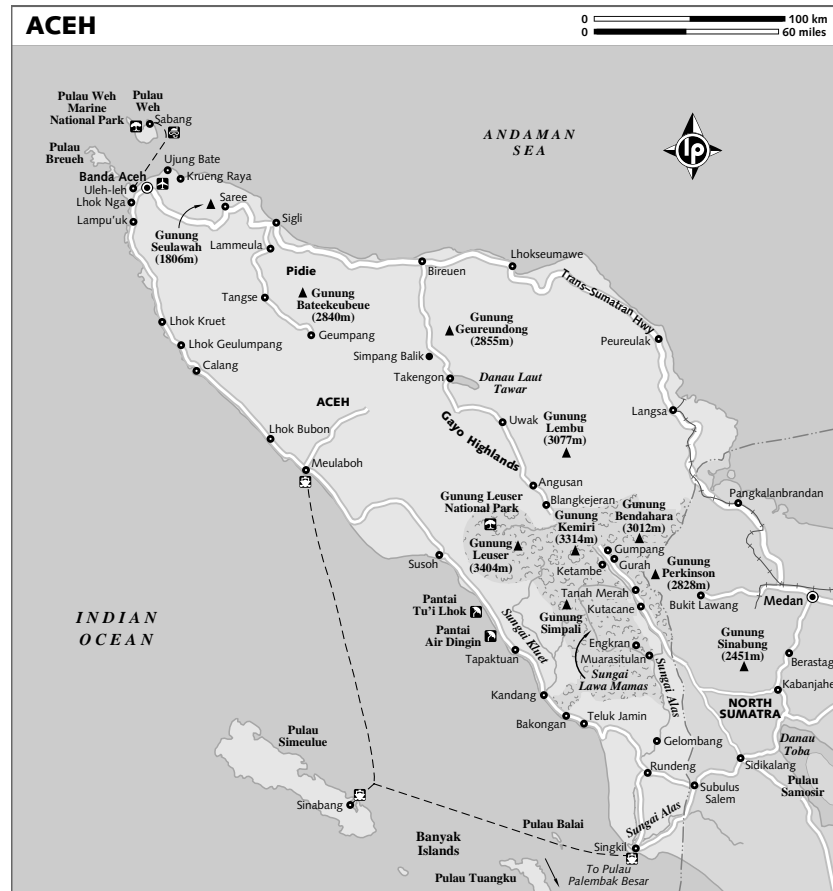 ACEH
0 100 km
0 60 miles
Pulau Weh
Marine
National Park
Pulau
Weh
Sabang
ANDAMAN
SEA
lp
Pulau
Breueh
Ujung Bate
Banda Aceh
Krueng Raya
Uleh-leh
Lhok Nga
Saree
Lampu'uk
Sigli
Gunung
Seulawah
(1806m)
Lammeula
Lhokseumawe
Bireuen
Pidie
Trans-Sumatran Hwy
Tangse
Gunung
Bateekeubeue
(2840m)
Gunung
Geureundong
(2855m)
Lhok Kruet
Geumpang
Peureulak
Lhok Geulumpang
Simpang Balik
Calang
Takengon
Danau Laut
Tawar
ACEH
Langsa
Uwak
Gunung
Lembu
(3077m)
Lhok Bubon
Gayo Highlands
Meulaboh
Angusan
Pangkalanbrandan
Blangkejeran
Gunung Leuser
National Park
Gunung
Kemiri
(3314m)
Gunung
Bendahara
(3012m)
Gunung
Leuser
(3404m)
Gumpang
Susoh
Gurah
Ketambe
Gunung
Perkinson
(2828m)
Tanah Merah
Bukit Lawang
Medan
Pantai
Tu'i Lhok
Kutacane
Gunung
Simpali
INDIAN
OCEAN
Sungai Kluet
Pantai
Air Dingin
Engkran
Gunung
Sinabung
(2451m)
Tapaktuan
Muarasitulan
Berastag
Sungai
Lawa Mamas
Sungai Alas
Kabanjahe
Kandang
NORTH
SUMATRA
Bakongan
Teluk Jamin
Pulau
Simeulue
Gelombang
Danau
Toba
Rundeng
Sidikalang
Pulau
Samosir
Subulus
Salem
Sinabang
Sungai Alas
Pulau Balai
Banyak
Islands
Singkil
To Pulau
Palembak Besar
Pulau Tuangku